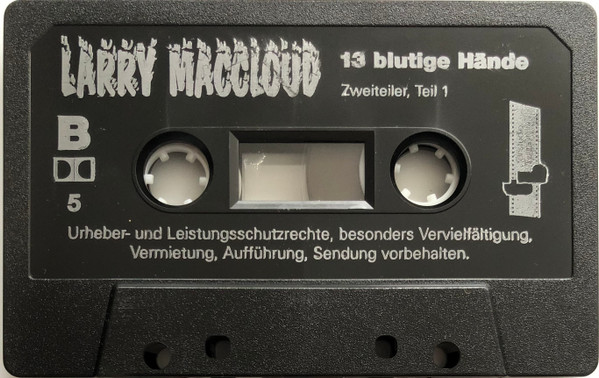 LARRY MACCLOUD
13 blutige Hände
Zweiteiler, Teil 1
B
5
Urheber- und Leistungsschutzrechte, besonders Vervielfältigung,
Vermietung, Aufführung, Sendung vorbehalten.